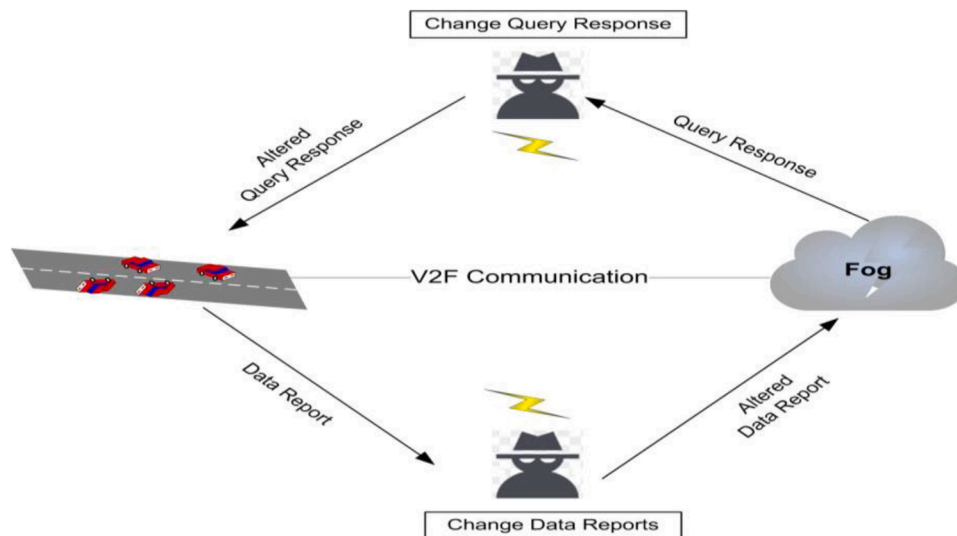 Change Query Response
Altered
Query Response
Query Response
V2F Communication
Fog
Data Report
Altered
Data Report
Change Data Reports